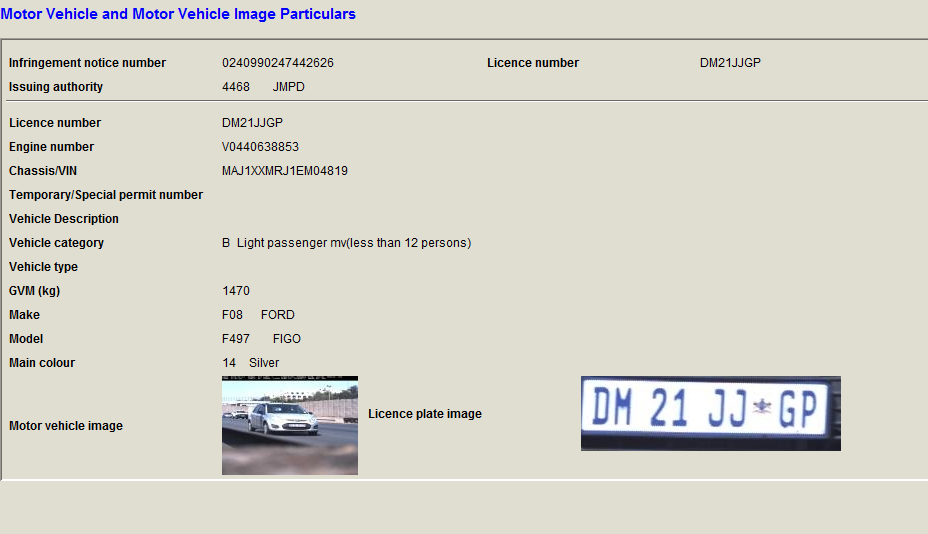 Motor Vehicle and Motor Vehicle Image Particulars
Infringement notice number 0240990247442626 Licence number DM21JJGP
Issuing authority 4468 JMPD
Licence number DM21JJGP
Engine number V0440638853
Chassis/VIN MAJ1XXMRJ1EM04819
Temporary/Special permit number
Vehicle Description
Vehicle category B Light passenger mv(less than 12 persons)
Vehicle type
GVM (kg) 1470
Make F08 FORD
Model F497 FIGO
Main colour 14 Silver
Motor vehicle image
Licence plate image
DM 21 JJ GP